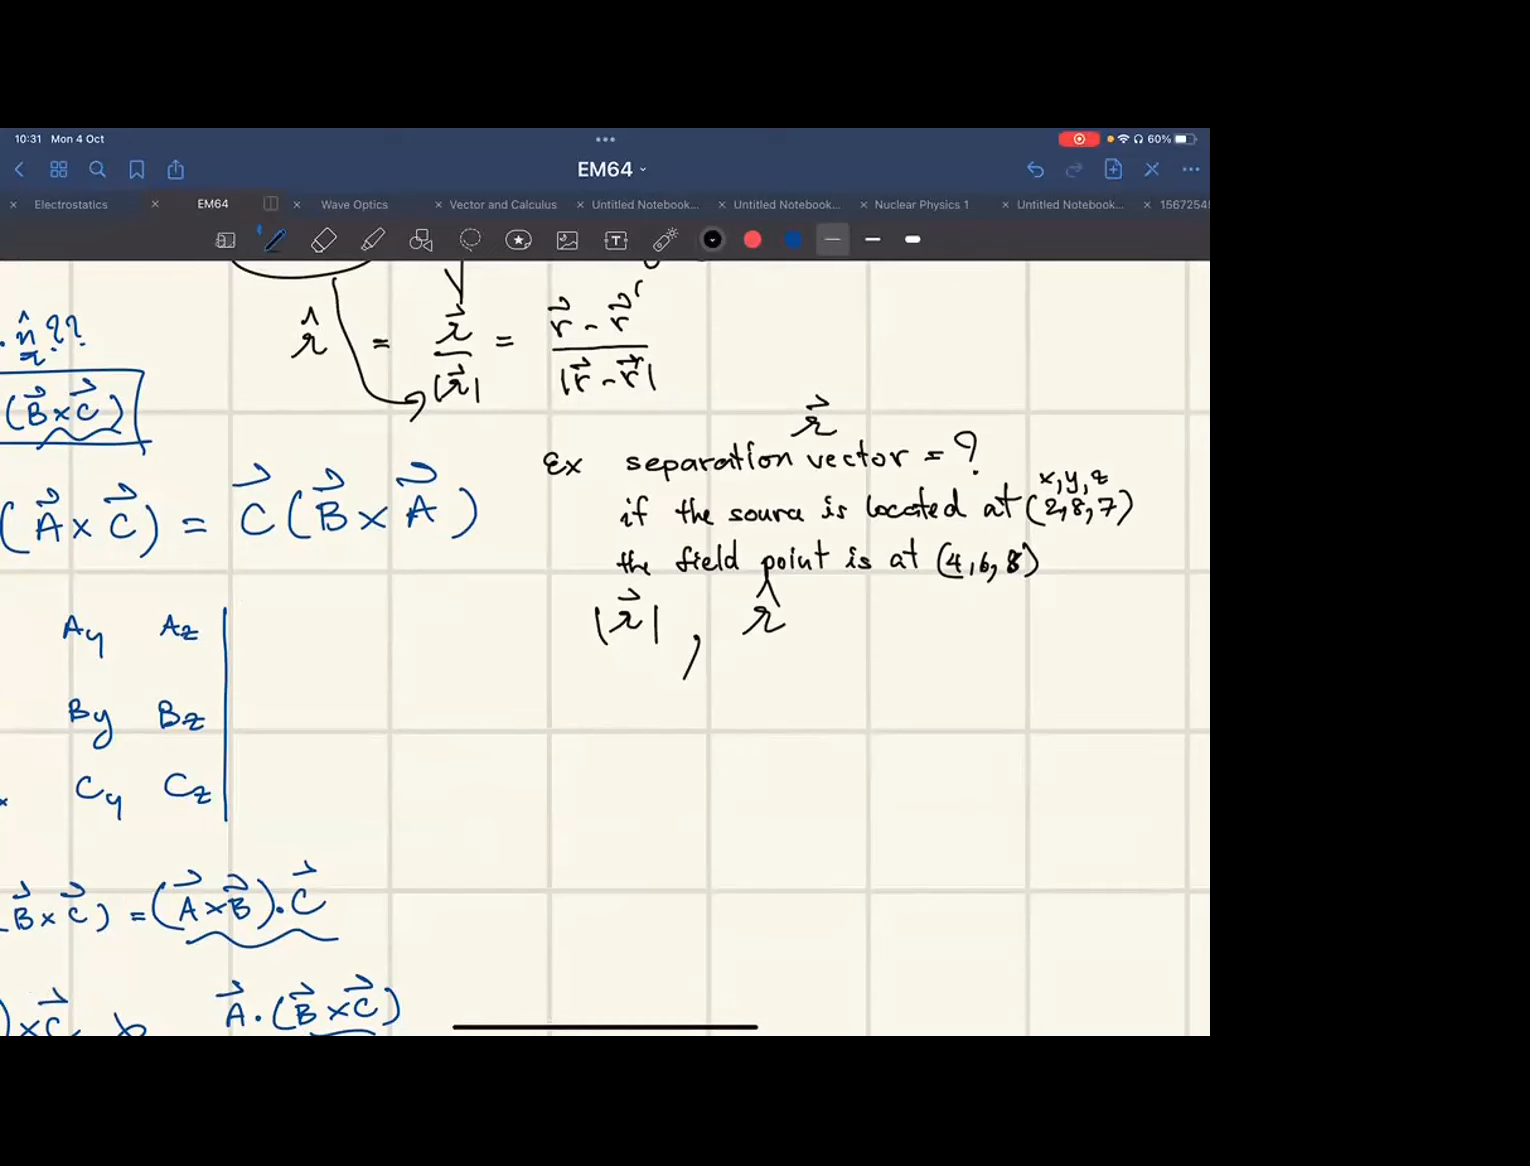 10:31 Mon 4 Oct
60%
EM64
Electrostatics
EM64
Wave Optics
Vector and Calculus
Untitled Notebook...
Untitled Notebook...
Nuclear Physics 1
Untitled Notebook...
1567254
T
r̂ = r⃗ / |r⃗| = (r⃗ - r⃗') / |r⃗ - r⃗'|
. n̂ ??
(B⃗ × C⃗)
r⃗
Ex separation vector = ?
x, y, z
if the source is located at (2, 8, 7)
(A⃗ × C⃗) = C⃗ (B⃗ × A⃗)
the field point is at (4, 6, 8)
|r⃗| , r̂
Ay Az
By Bz
Cy Cz
(B⃗ × C⃗) = (A⃗ × B⃗) . C⃗
) × C⃗
A⃗ . (B⃗ × C⃗)